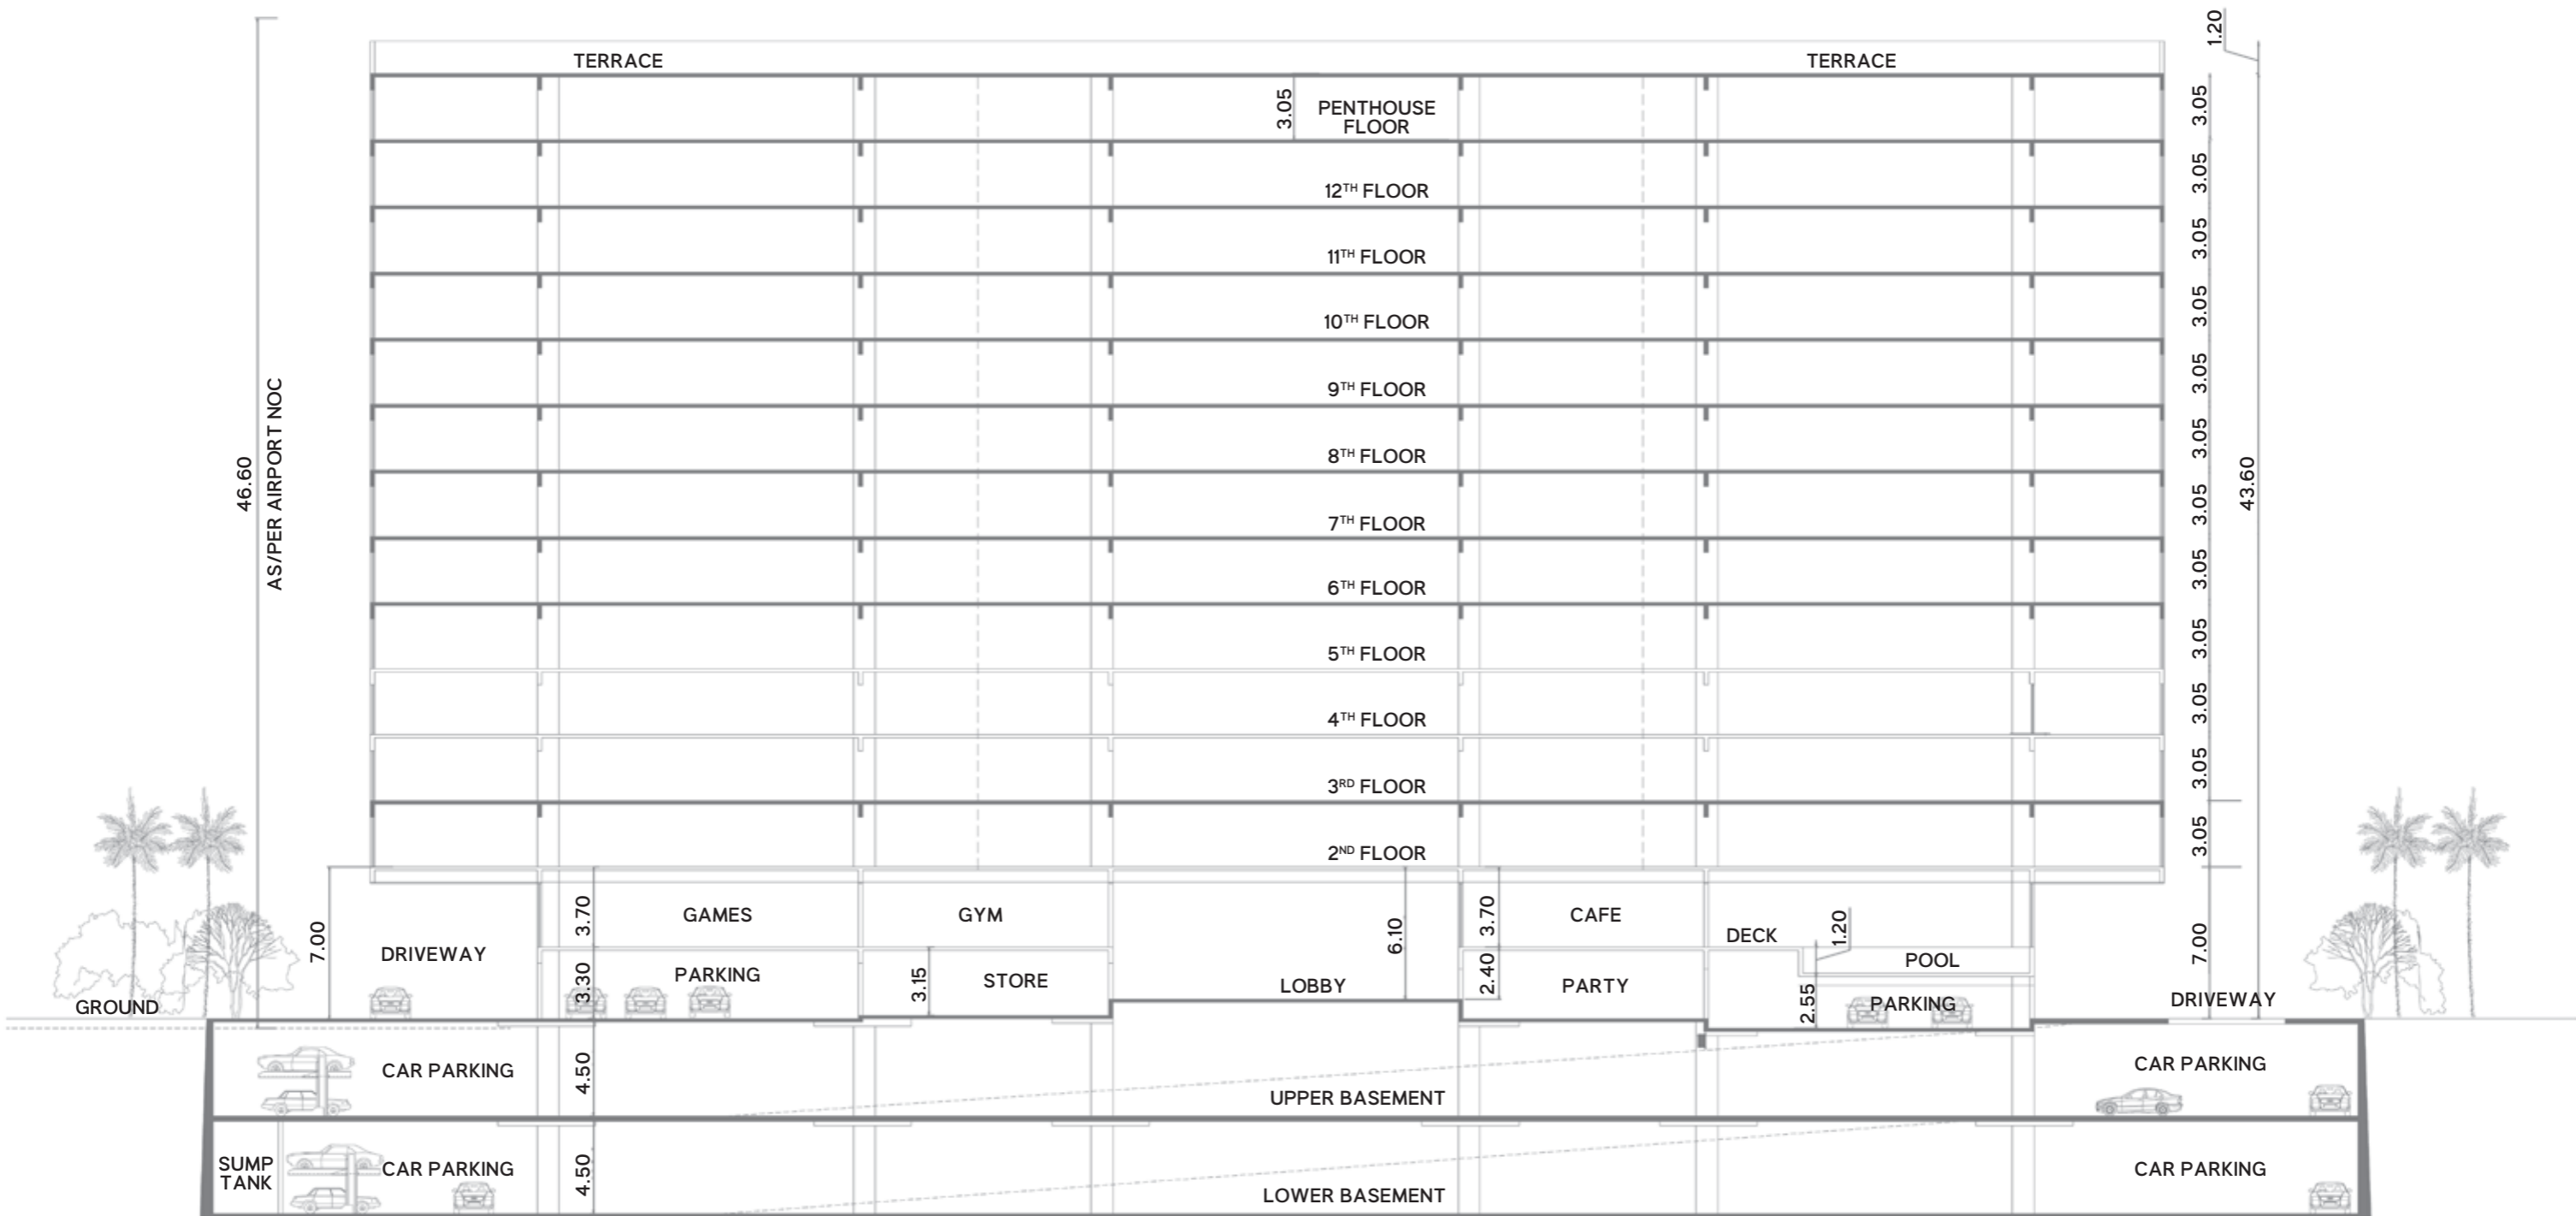 1.20
TERRACE
TERRACE
3.05
PENTHOUSE
FLOOR
3.05
12TH FLOOR
3.05
11TH FLOOR
3.05
10TH FLOOR
3.05
9TH FLOOR
3.05
8TH FLOOR
3.05
46.60
AS/PER AIRPORT NOC
43.60
7TH FLOOR
3.05
6TH FLOOR
3.05
5TH FLOOR
3.05
4TH FLOOR
3.05
3RD FLOOR
3.05
2ND FLOOR
3.05
7.00
DRIVEWAY
3.70
GAMES
GYM
6.10
3.70
CAFE
DECK
1.20
POOL
7.00
3.30
PARKING
3.15
STORE
LOBBY
2.40
PARTY
2.55
PARKING
DRIVEWAY
GROUND
CAR PARKING
4.50
UPPER BASEMENT
CAR PARKING
SUMP
TANK
CAR PARKING
4.50
LOWER BASEMENT
CAR PARKING